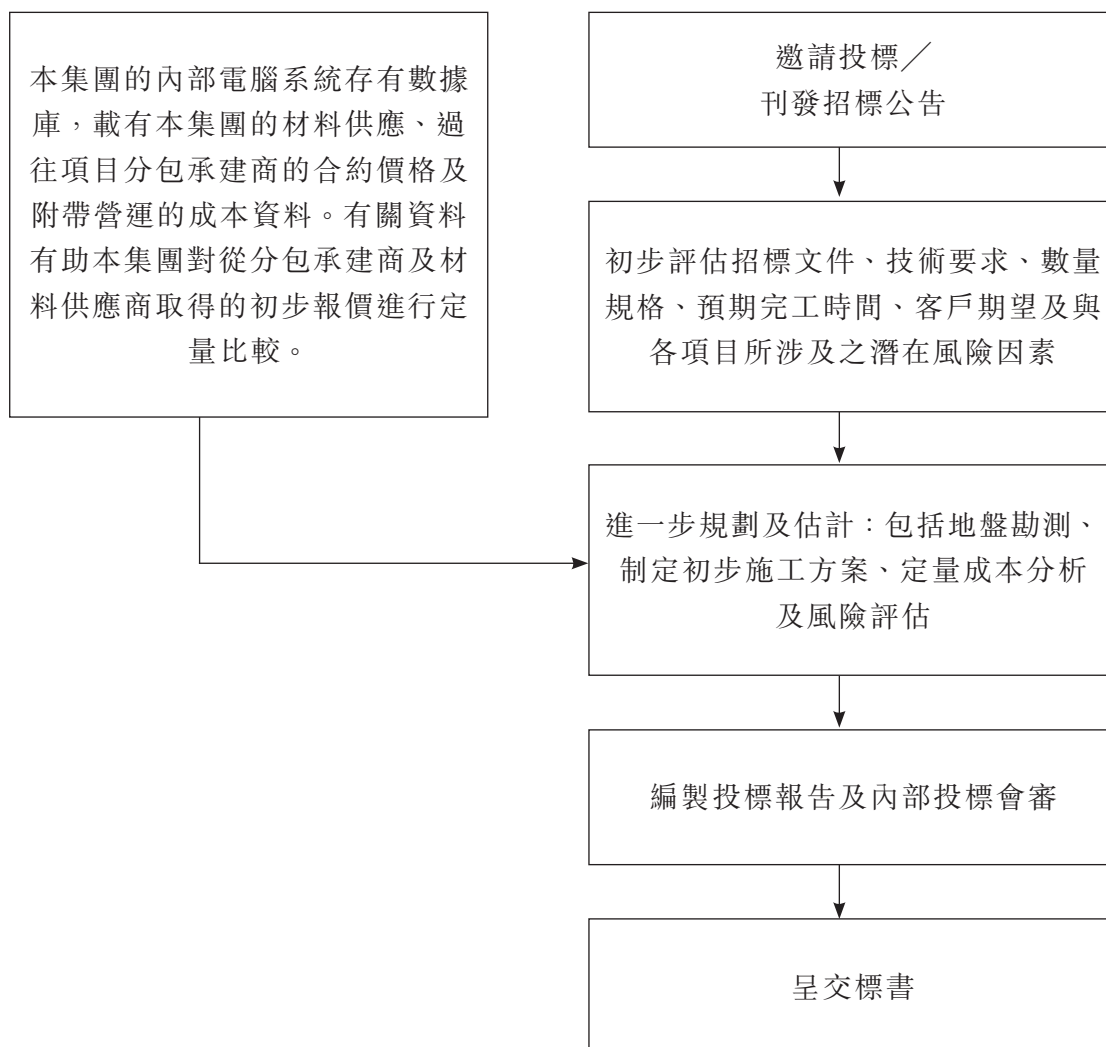 本集團的內部電腦系統存有數據
庫，載有本集團的材料供應、過
往項目分包承建商的合約價格及
附帶營運的成本資料。有關資料
有助本集團對從分包承建商及材
料供應商取得的初步報價進行定
量比較。
邀請投標╱
刊發招標公告
初步評估招標文件、技術要求、數量
規格、預期完工時間、客戶期望及與
各項目所涉及之潛在風險因素
進一步規劃及估計：包括地盤勘測、
制定初步施工方案、定量成本分析
及風險評估
編製投標報告及內部投標會審
呈交標書